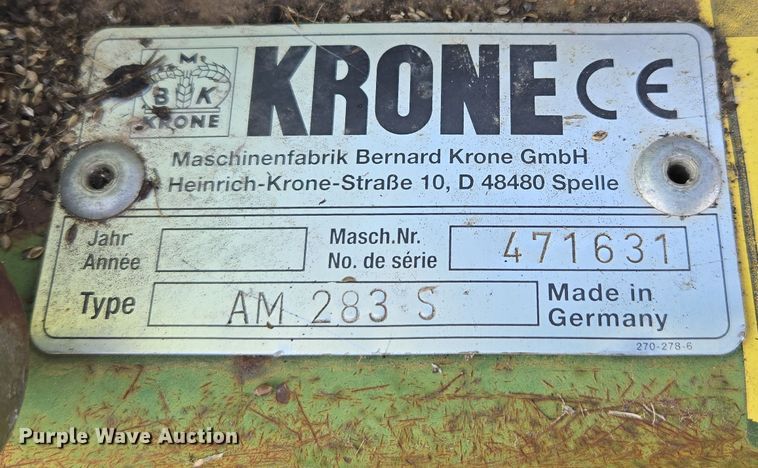 M.
B K
KRONE
KRONE CE
Maschinenfabrik Bernard Krone GmbH
Heinrich-Krone-Straße 10, D 48480 Spelle
Jahr
Année
Masch.Nr.
No. de série
471631
Type
AM 283 S
Made in
Germany
270-278-6
Purple Wave Auction